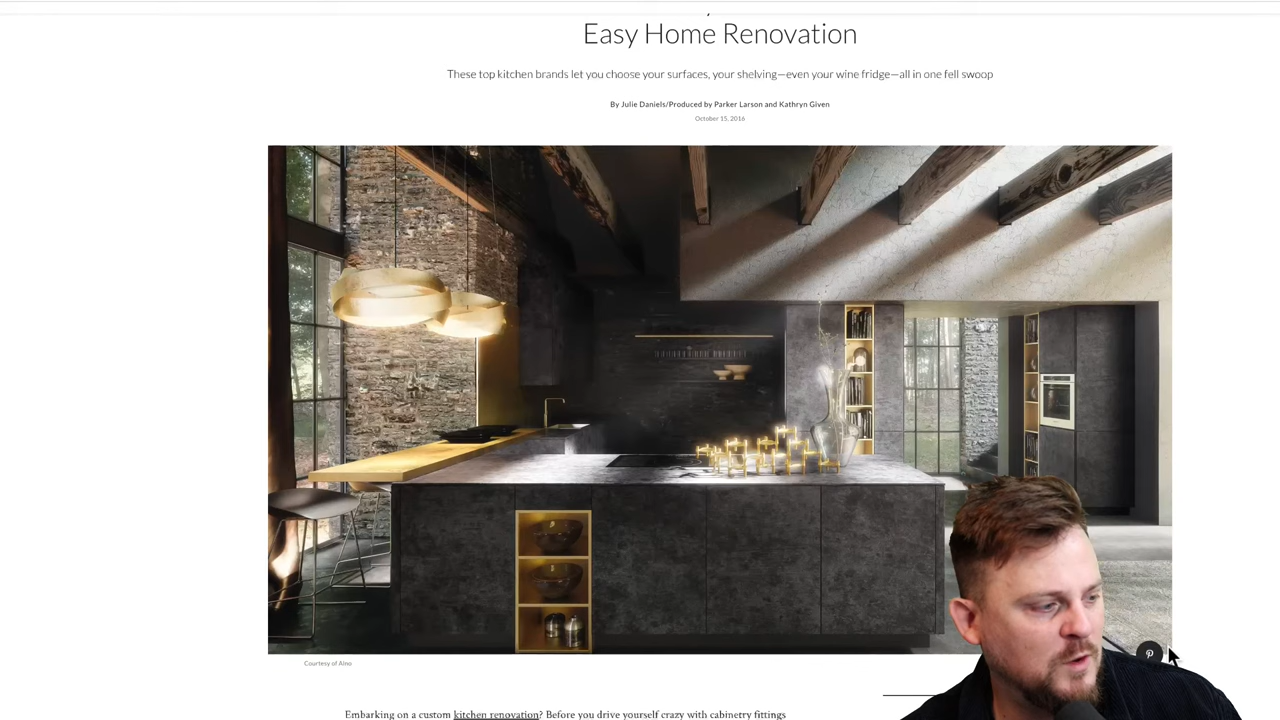 Easy Home Renovation
These top kitchen brands let you choose your surfaces, your shelving—even your wine fridge—all in one fell swoop
By Julie Daniels/Produced by Parker Larson and Kathryn Given
October 15, 2016
Courtesy of Alno
Embarking on a custom kitchen renovation? Before you drive yourself crazy with cabinetry fittings